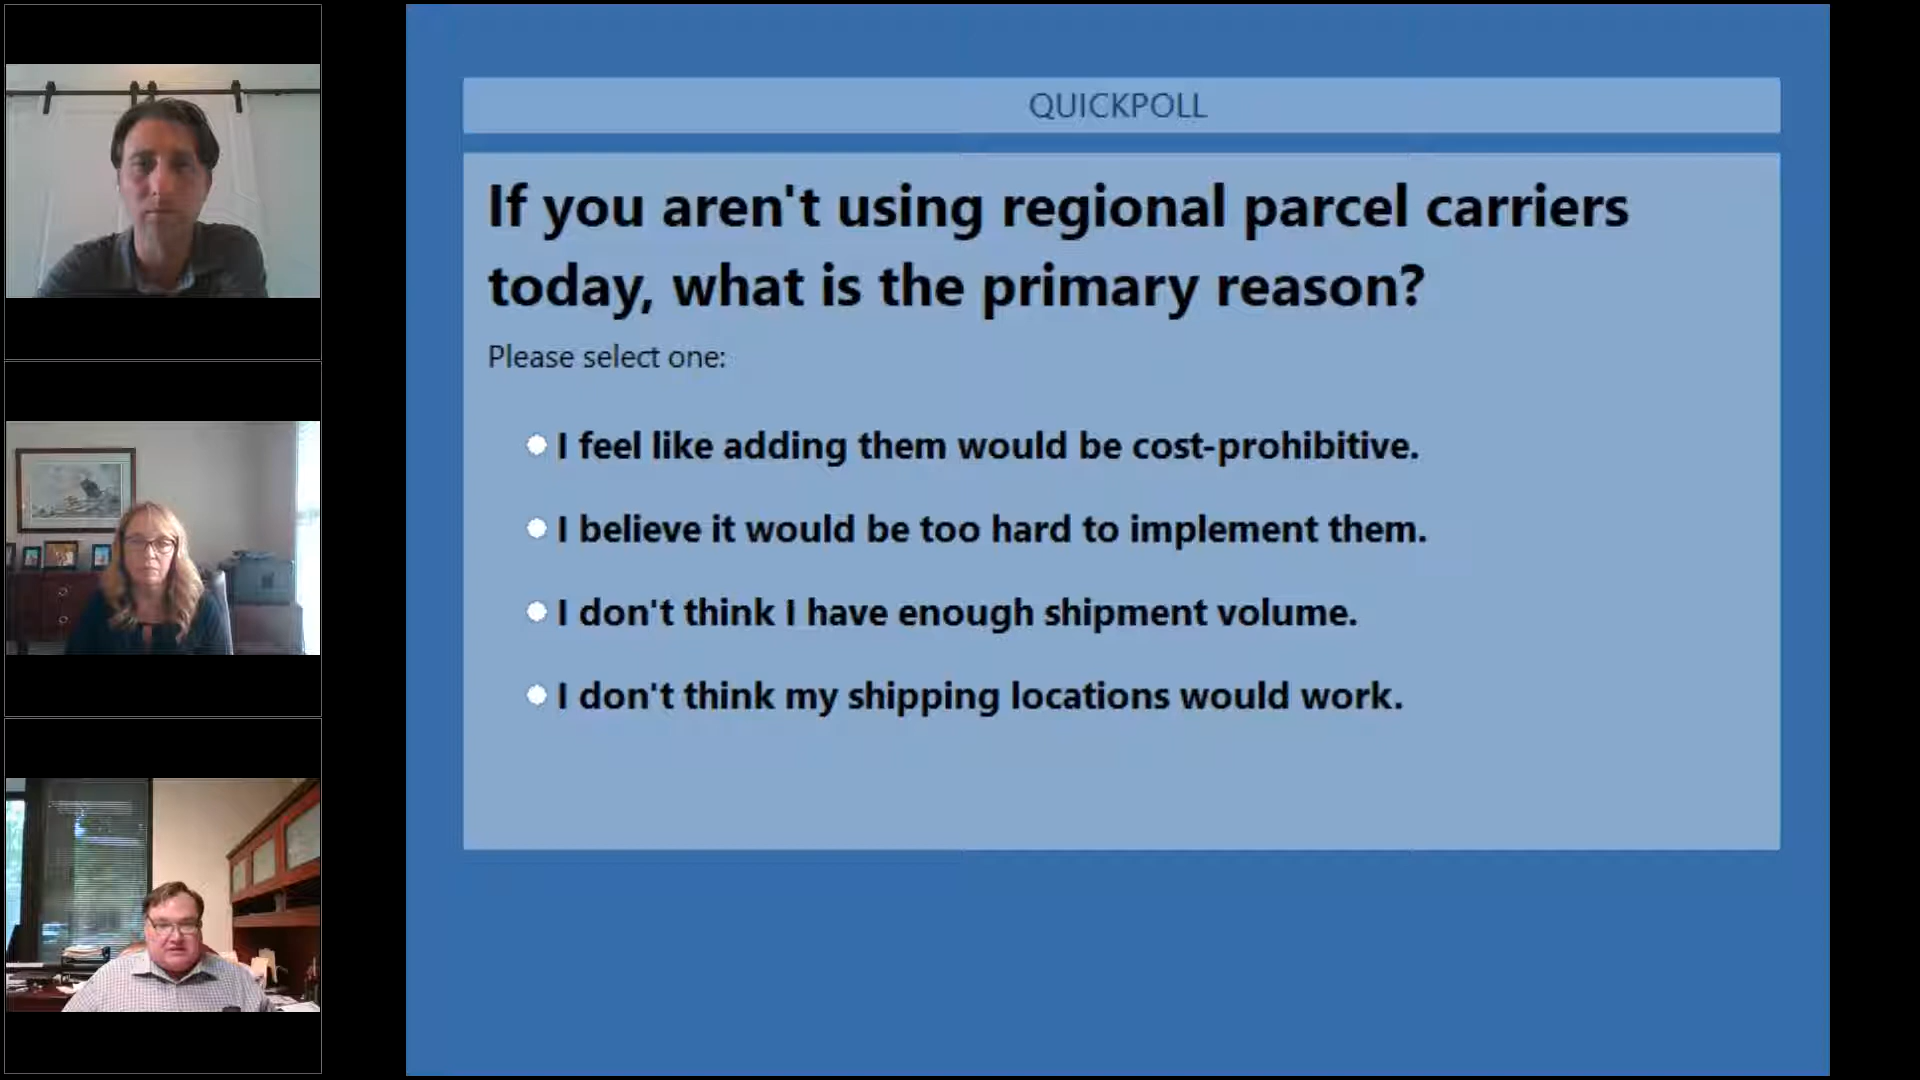 QUICKPOLL
If you aren't using regional parcel carriers
today, what is the primary reason?
Please select one:
I feel like adding them would be cost-prohibitive.
I believe it would be too hard to implement them.
I don't think I have enough shipment volume.
I don't think my shipping locations would work.